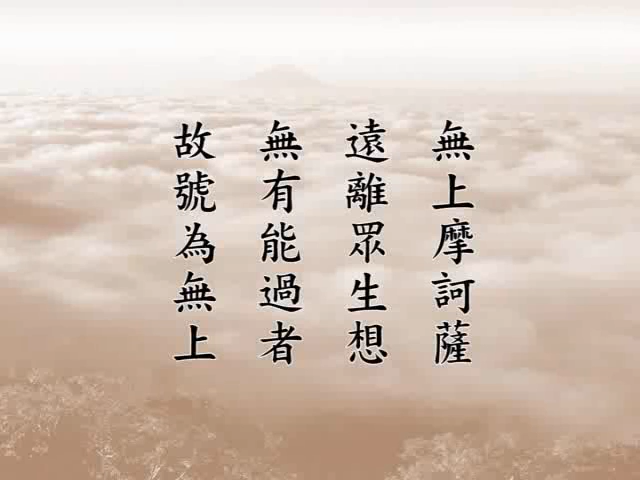 無上摩訶薩
遠離眾生想
無有能過者
故號為無上